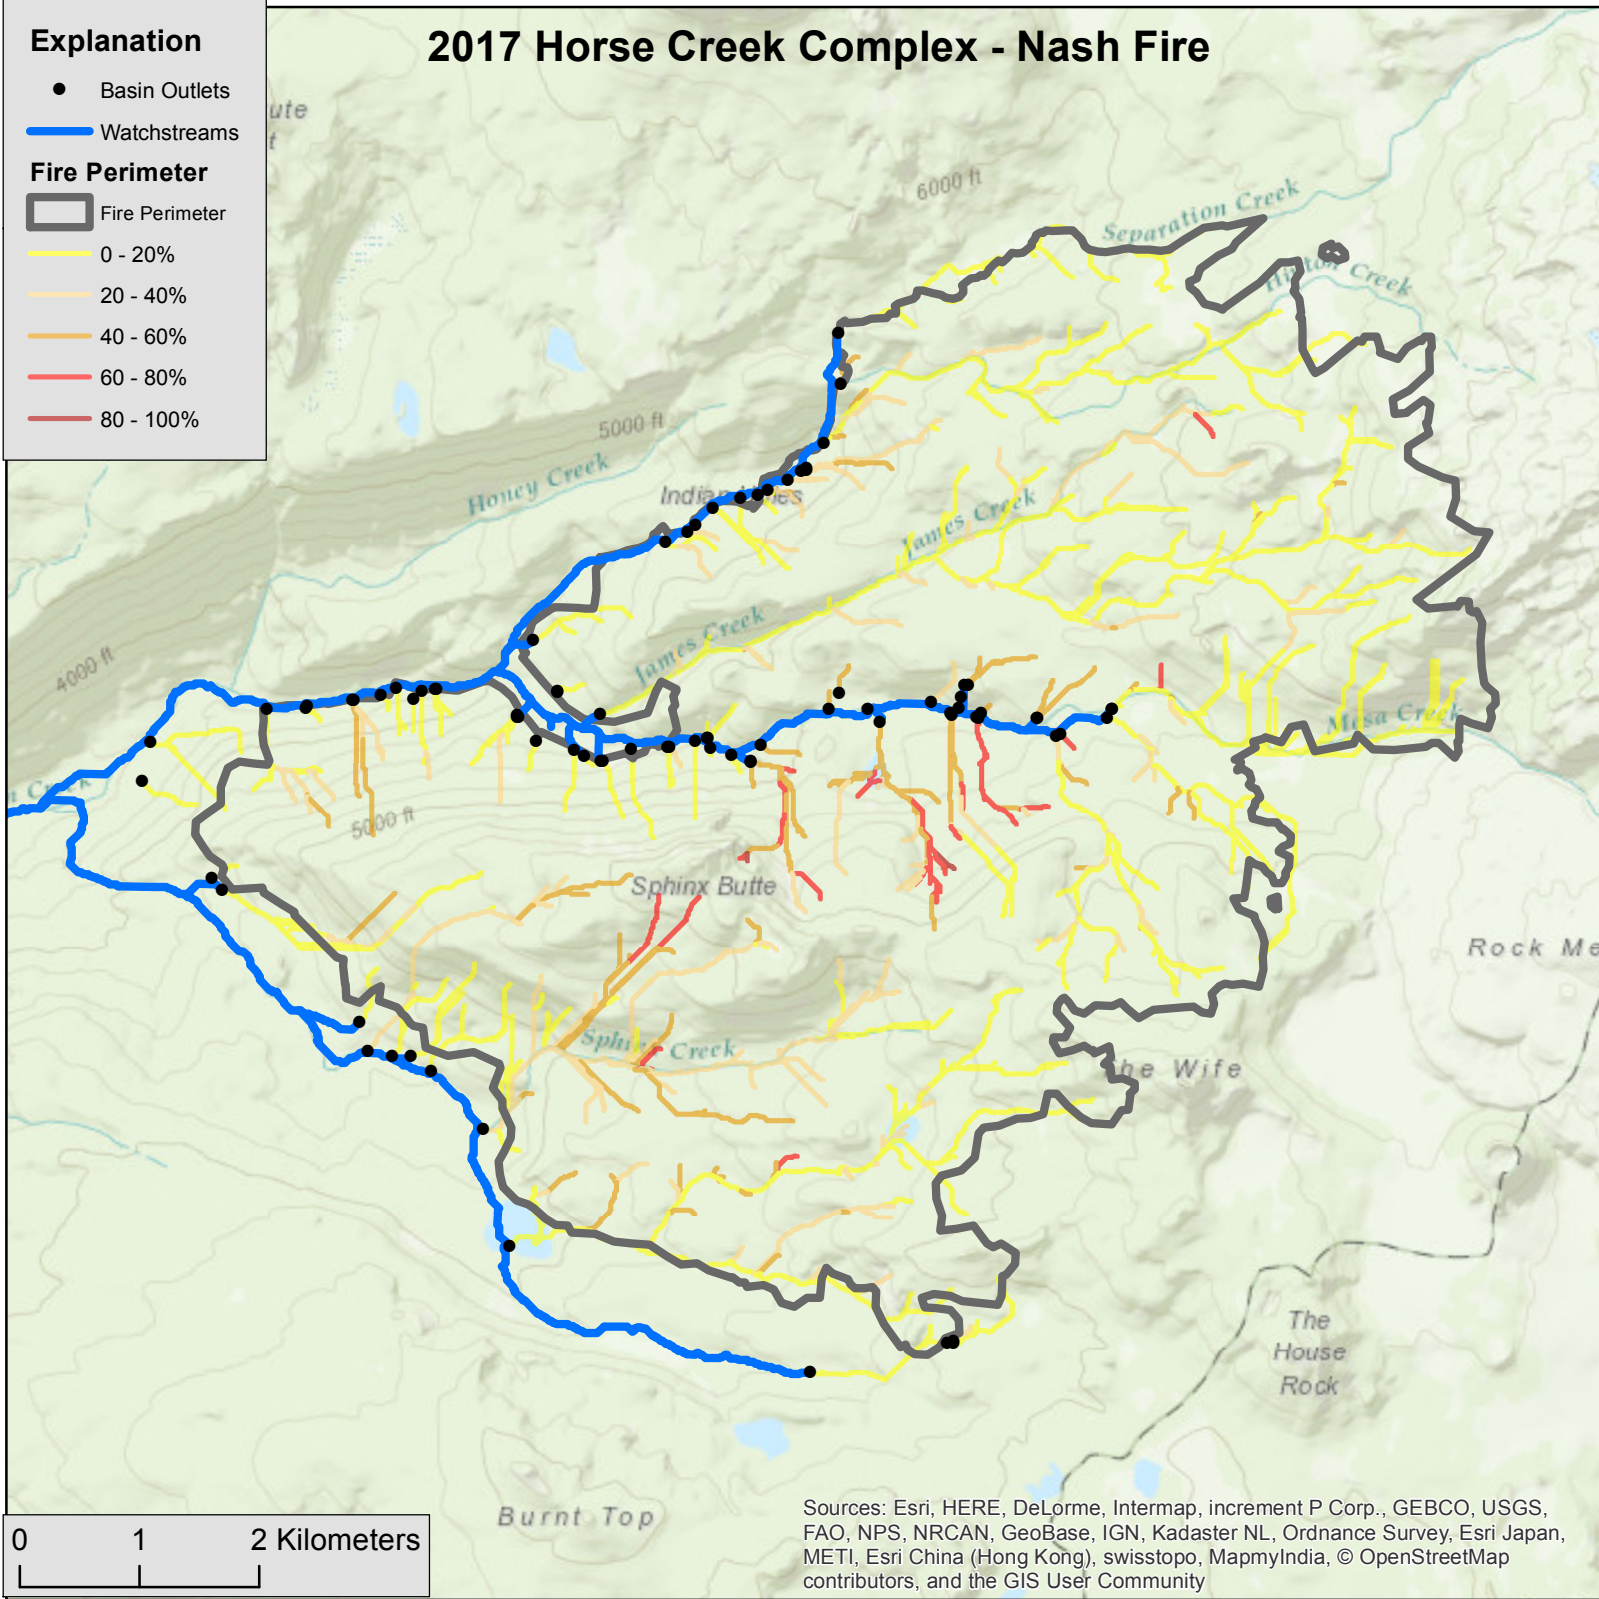 2017 Horse Creek Complex - Nash Fire
Explanation
Basin Outlets
Watchstreams
Fire Perimeter
Fire Perimeter
0 - 20%
20 - 40%
40 - 60%
60 - 80%
80 - 100%
6000 ft
Separation Creek
Creek
5000 ft
Honey Creek
James Creek
James Creek
4000 ft
Mesa Creek
Creek
5000 ft
Sphinx Butte
Rock
Creek
Wife
The
House
Rock
Burnt Top
0 1 2 Kilometers
Sources: Esri, HERE, DeLorme, Intermap, increment P Corp., GEBCO, USGS,
FAO, NPS, NRCAN, GeoBase, IGN, Kadaster NL, Ordnance Survey, Esri Japan,
METI, Esri China (Hong Kong), swisstopo, MapmyIndia, © OpenStreetMap
contributors, and the GIS User Community